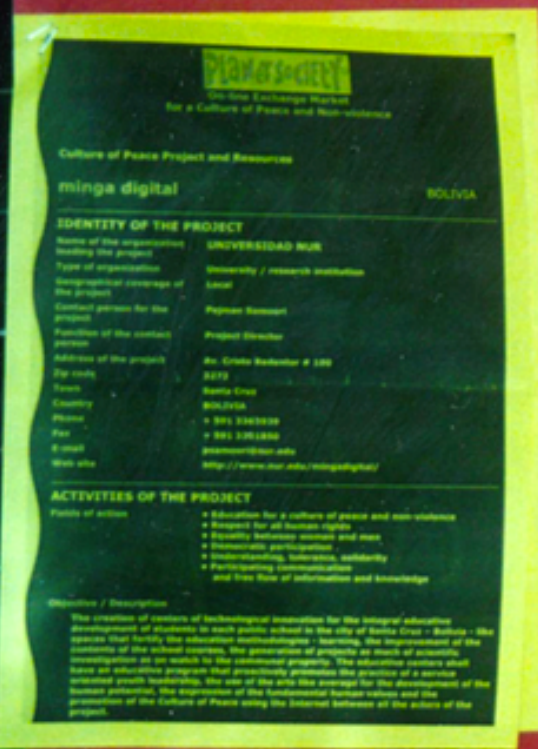 PLANET SOCIETY
On-line Exchange Market
for a Culture of Peace and Non-violence
Culture of Peace Project and Resources
minga digital
BOLIVIA
IDENTITY OF THE PROJECT
Name of the organization leading the project UNIVERSIDAD NUR
Type of organization University / research institution
Geographical coverage of the project Local
Contact person for the project Pejman Samoori
Function of the contact person Project Director
Address of the project Av. Cristo Redentor # 100
Zip code 3273
Town Santa Cruz
Country BOLIVIA
Phone
Fax
E-mail
Web site http://www.nur.edu/mingadigital/
ACTIVITIES OF THE PROJECT
Fields of action
• Education for a culture of peace and non-violence
• Respect for all human rights
• Equality between women and men
• Democratic participation
• Understanding, tolerance, solidarity
• Participating communication
and free flow of information and knowledge
Objective / Description
The creation of centers of technological innovation for the integral educative
development of students in each public school in the city of Santa Cruz - Bolivia - like
spaces that fortify the education methodologies - learning, the improvement of the
contents of the school courses, the generation of projects as much of scientific
investigation as on match to the communal property. The educative centers shall
have an educative program that practically promotes the practice of a service
oriented youth leadership, the use of the arts like concept for the development of the
human potential, the expression of the fundamental human values and the
promotion of the Culture of Peace using the Internet between all the actors of the
project.